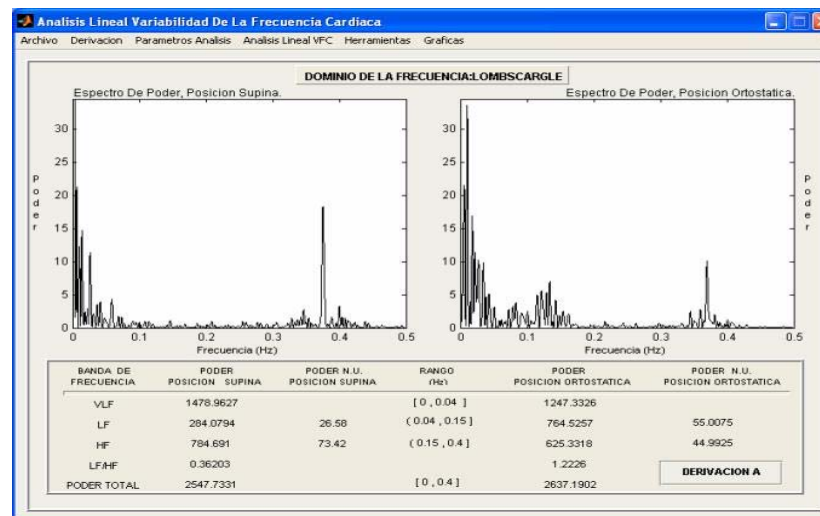 Analisis Lineal Variabilidad De La Frecuencia Cardiaca
Archivo Derivacion Parametros Analisis Analisis Lineal VFC Herramientas Graficas
DOMINIO DE LA FRECUENCIA:LOMBSCARGLE
Espectro De Poder, Posicion Supina.
Espectro De Poder, Posicion Ortostatica.
Poder
30
25
20
15
10
5
0
0 0.1 0.2 0.3 0.4 0.5
Frecuencia (Hz)
30
25
20
15
10
5
0
0 0.1 0.2 0.3 0.4 0.5
Frecuencia (Hz)
Poder
BANDA DE FRECUENCIA PODER POSICION SUPINA PODER N.U. POSICION SUPINA RANGO (Hz) PODER POSICION ORTOSTATICA PODER N.U. POSICION ORTOSTATICA
VLF 1478.9627 [ 0 , 0.04 ] 1247.3326
LF 284.0794 26.58 ( 0.04 , 0.15 ] 764.5257 55.0075
HF 784.691 73.42 ( 0.15 , 0.4 ] 625.3318 44.9925
LF/HF 0.36203 1.2226
DERIVACION A
PODER TOTAL 2547.7331 [ 0 , 0.4 ] 2637.1902